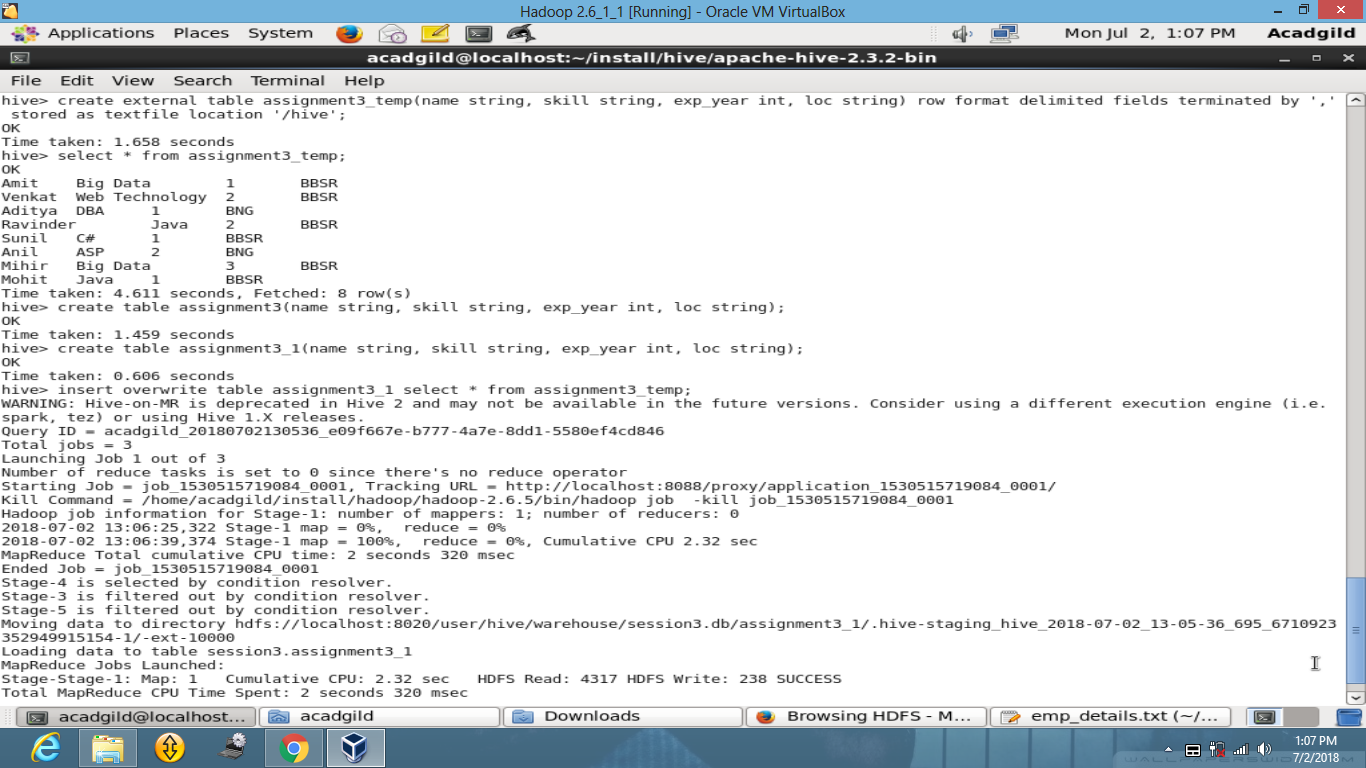 Hadoop 2.6_1_1 [Running] - Oracle VM VirtualBox
Applications Places System Mon Jul 2, 1:07 PM Acadgild
acadgild@localhost:~/install/hive/apache-hive-2.3.2-bin
File Edit View Search Terminal Help
hive> create external table assignment3_temp(name string, skill string, exp_year int, loc string) row format delimited fields terminated by ','
 stored as textfile location '/hive';
OK
Time taken: 1.658 seconds
hive> select * from assignment3_temp;
OK
Amit Big Data 1 BBSR
Venkat Web Technology 2 BBSR
Aditya DBA 1 BNG
Ravinder Java 2 BBSR
Sunil C# 1 BBSR
Anil ASP 2 BNG
Mihir Big Data 3 BBSR
Mohit Java 1 BBSR
Time taken: 4.611 seconds, Fetched: 8 row(s)
hive> create table assignment3(name string, skill string, exp_year int, loc string);
OK
Time taken: 1.459 seconds
hive> create table assignment3_1(name string, skill string, exp_year int, loc string);
OK
Time taken: 0.606 seconds
hive> insert overwrite table assignment3_1 select * from assignment3_temp;
WARNING: Hive-on-MR is deprecated in Hive 2 and may not be available in the future versions. Consider using a different execution engine (i.e.
spark, tez) or using Hive 1.X releases.
Query ID = acadgild_20180702130536_e09f667e-b777-4a7e-8dd1-5580ef4cd846
Total jobs = 3
Launching Job 1 out of 3
Number of reduce tasks is set to 0 since there's no reduce operator
Starting Job = job_1530515719084_0001, Tracking URL = http://localhost:8088/proxy/application_1530515719084_0001/
Kill Command = /home/acadgild/install/hadoop/hadoop-2.6.5/bin/hadoop job  -kill job_1530515719084_0001
Hadoop job information for Stage-1: number of mappers: 1; number of reducers: 0
2018-07-02 13:06:25,322 Stage-1 map = 0%,  reduce = 0%
2018-07-02 13:06:39,374 Stage-1 map = 100%,  reduce = 0%, Cumulative CPU 2.32 sec
MapReduce Total cumulative CPU time: 2 seconds 320 msec
Ended Job = job_1530515719084_0001
Stage-4 is selected by condition resolver.
Stage-3 is filtered out by condition resolver.
Stage-5 is filtered out by condition resolver.
Moving data to directory hdfs://localhost:8020/user/hive/warehouse/session3.db/assignment3_1/.hive-staging_hive_2018-07-02_13-05-36_695_6710923
352949915154-1/-ext-10000
Loading data to table session3.assignment3_1
MapReduce Jobs Launched:
Stage-Stage-1: Map: 1   Cumulative CPU: 2.32 sec   HDFS Read: 4317 HDFS Write: 238 SUCCESS
Total MapReduce CPU Time Spent: 2 seconds 320 msec
acadgild@localhost... acadgild Downloads Browsing HDFS - M... emp_details.txt (~/...
1:07 PM
7/2/2018